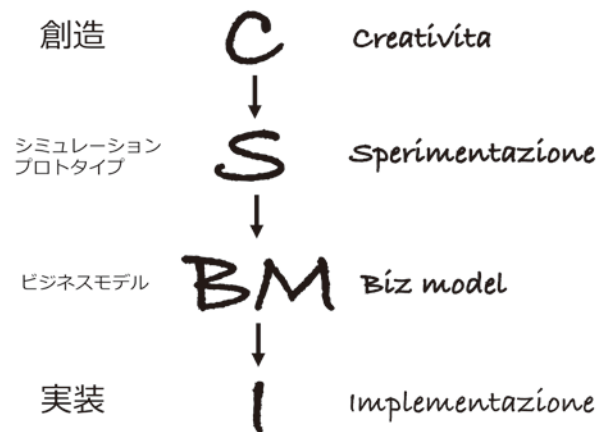 創造 C Creativita
シミュレーション
プロトタイプ S Sperimentazione
ビジネスモデル BM Biz model
実装 I Implementazione